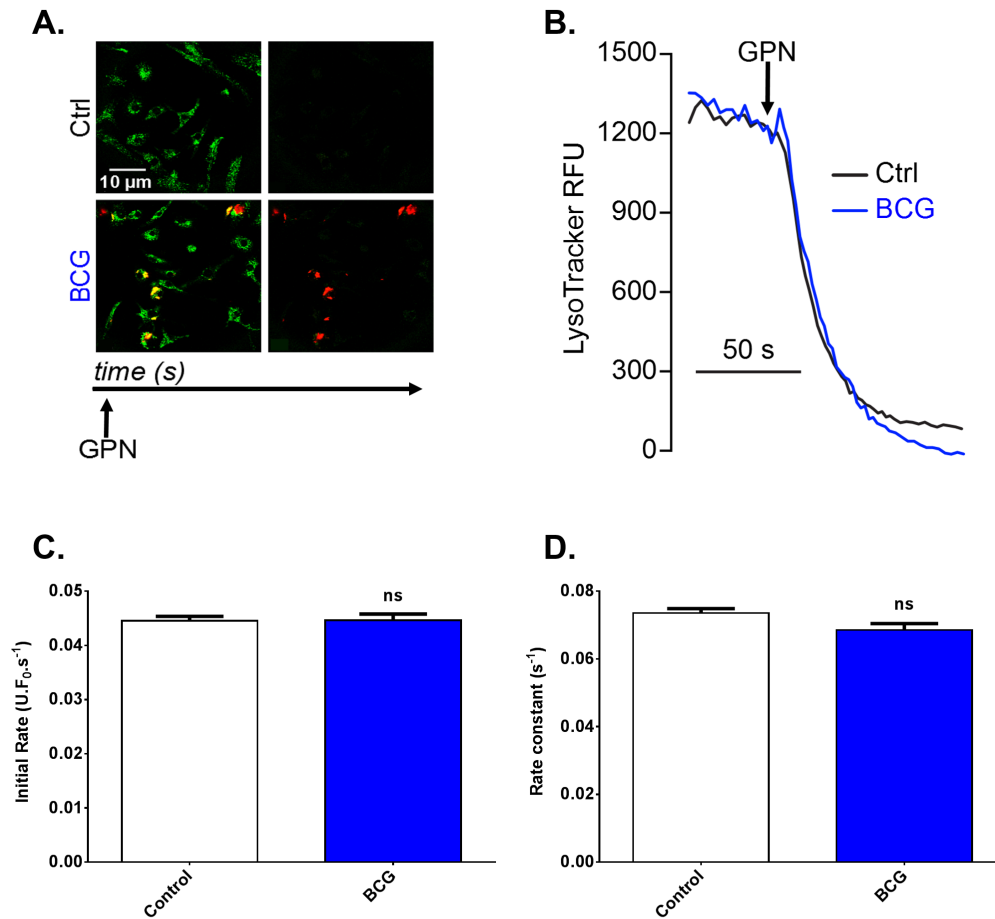 A.
Ctrl
10 µm
BCG
time (s)
GPN
B.
LysoTracker RFU
1500
1200
900
600
300
0
GPN
Ctrl
BCG
50 s
C.
Initial Rate (U.F₀.s⁻¹)
0.05
0.04
0.03
0.02
0.01
0.00
ns
Control
BCG
D.
Rate constant (s⁻¹)
0.08
0.06
0.04
0.02
0.00
ns
Control
BCG